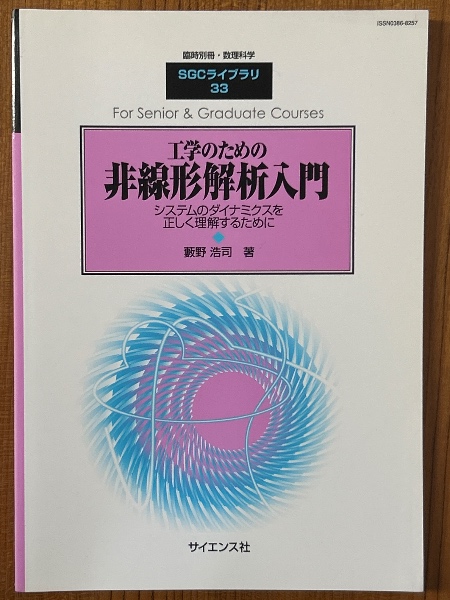 ISSN0386-8257
臨時別冊・数理科学
SGCライブラリ
33
For Senior & Graduate Courses
工学のための
非線形解析入門
システムのダイナミクスを
正しく理解するために
藪野 浩司 著
サイエンス社